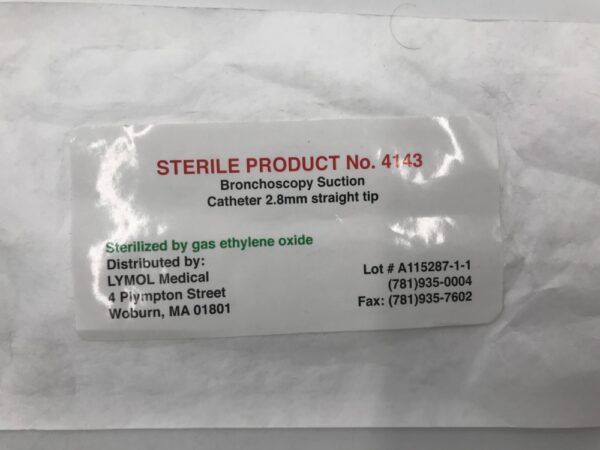 STERILE PRODUCT No. 4143
Bronchoscopy Suction
Catheter 2.8mm straight tip
Sterilized by gas ethylene oxide
Distributed by:
LYMOL Medical
4 Plympton Street
Woburn, MA 01801
Lot # A115287-1-1
(781)935-0004
Fax: (781)935-7602